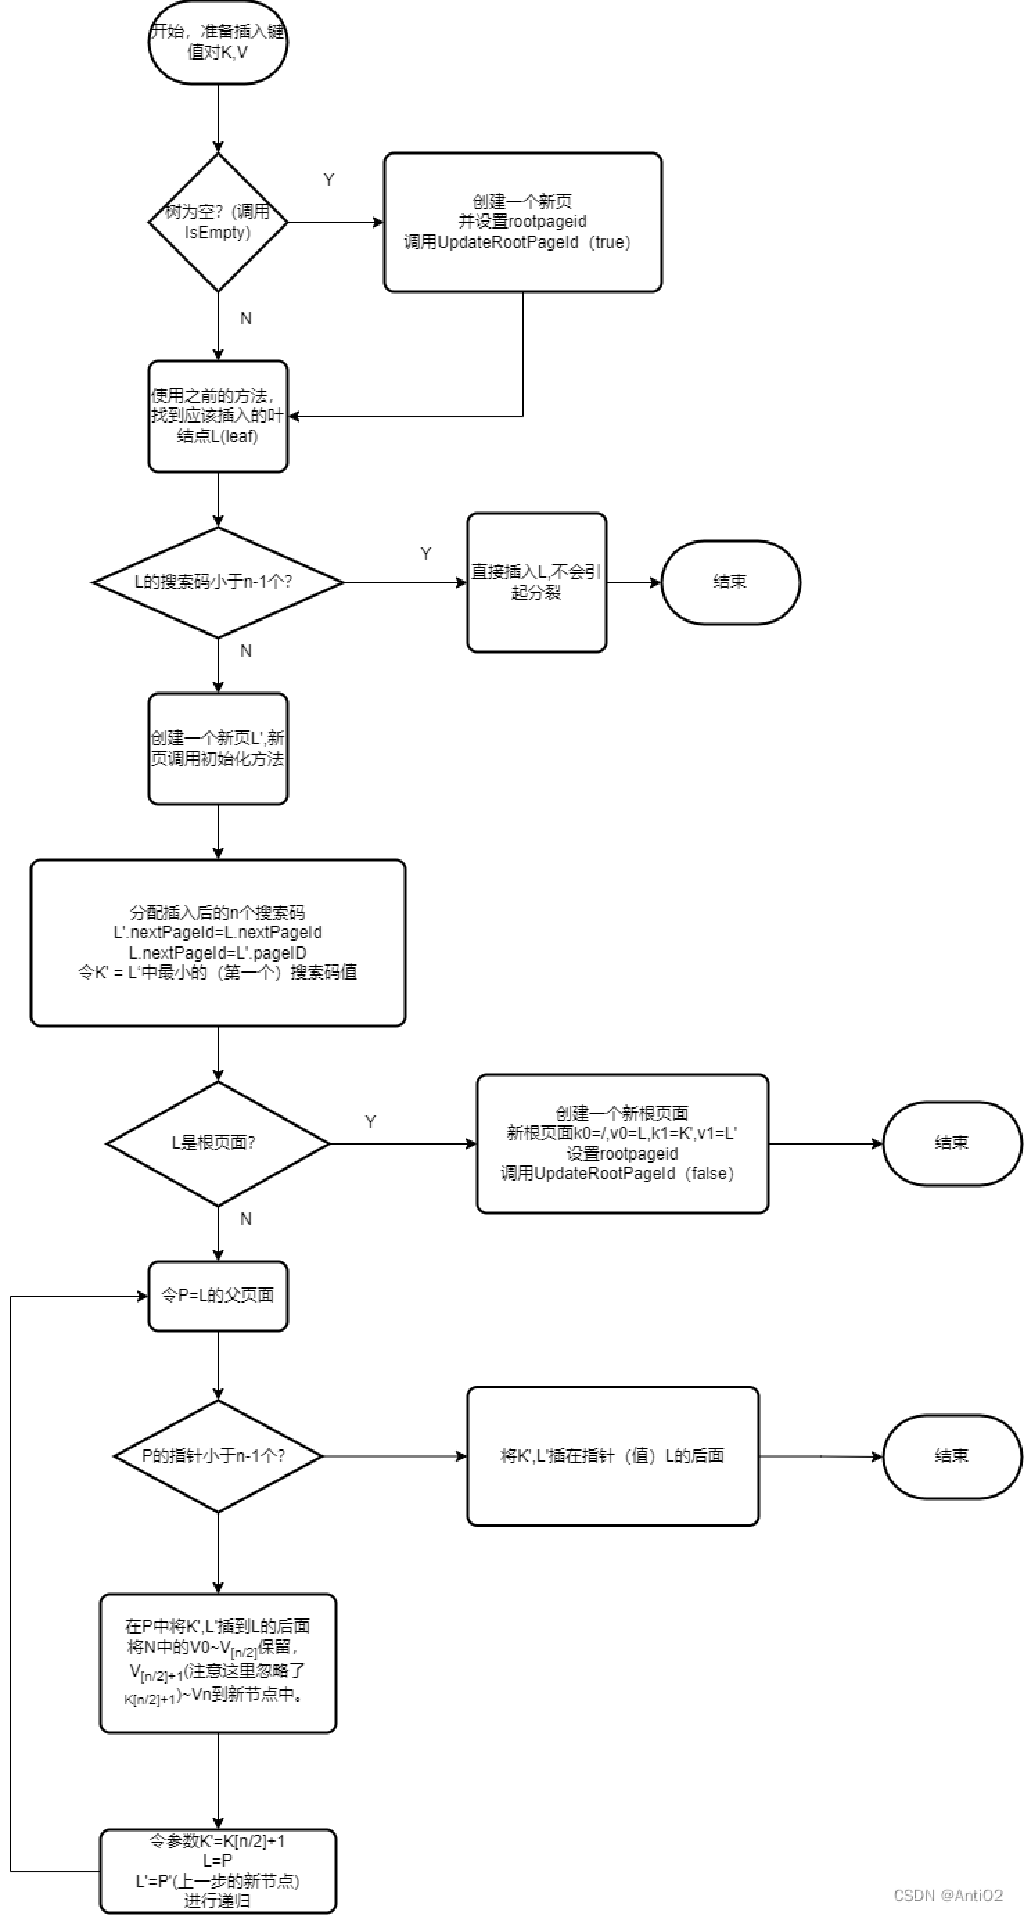 开始，准备插入键
值对K,V
树为空？(调用
IsEmpty)
Y
创建一个新页
并设置rootpageid
调用UpdateRootPageId（true）
N
使用之前的方法，
找到应该插入的叶
结点L(leaf)
L的搜索码小于n-1个?
Y
直接插入L,不会引
起分裂
结束
N
创建一个新页L',新
页调用初始化方法
分配插入后的n个搜索码
L'.nextPageId=L.nextPageId
L.nextPageId=L'.pageID
令K' = L'中最小的（第一个）搜索码值
L是根页面?
Y
创建一个新根页面
新根页面k0=/,v0=L,k1=K',v1=L'
设置rootpageid
调用UpdateRootPageId（false）
结束
N
令P=L的父页面
P的指针小于n-1个?
将K',L'插在指针（值）L的后面
结束
在P中将K',L'插到L的后面
将N中的V0~V[n/2]保留，
V[n/2]+1(注意这里忽略了
K[n/2]+1)~Vn到新节点中。
令参数K'=K[n/2]+1
L=P
L'=P'(上一步的新节点)
进行递归
CSDN @AntiO2